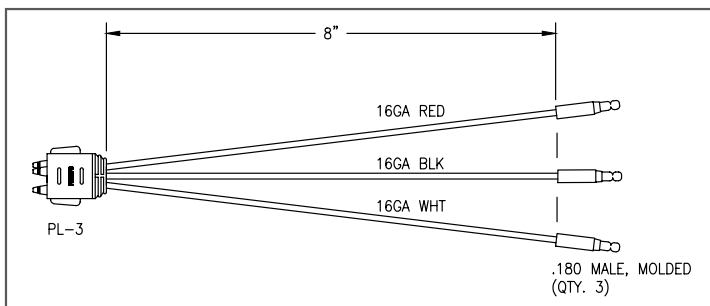 8"
16GA RED
16GA BLK
16GA WHT
PL-3
.180 MALE, MOLDED
(QTY. 3)